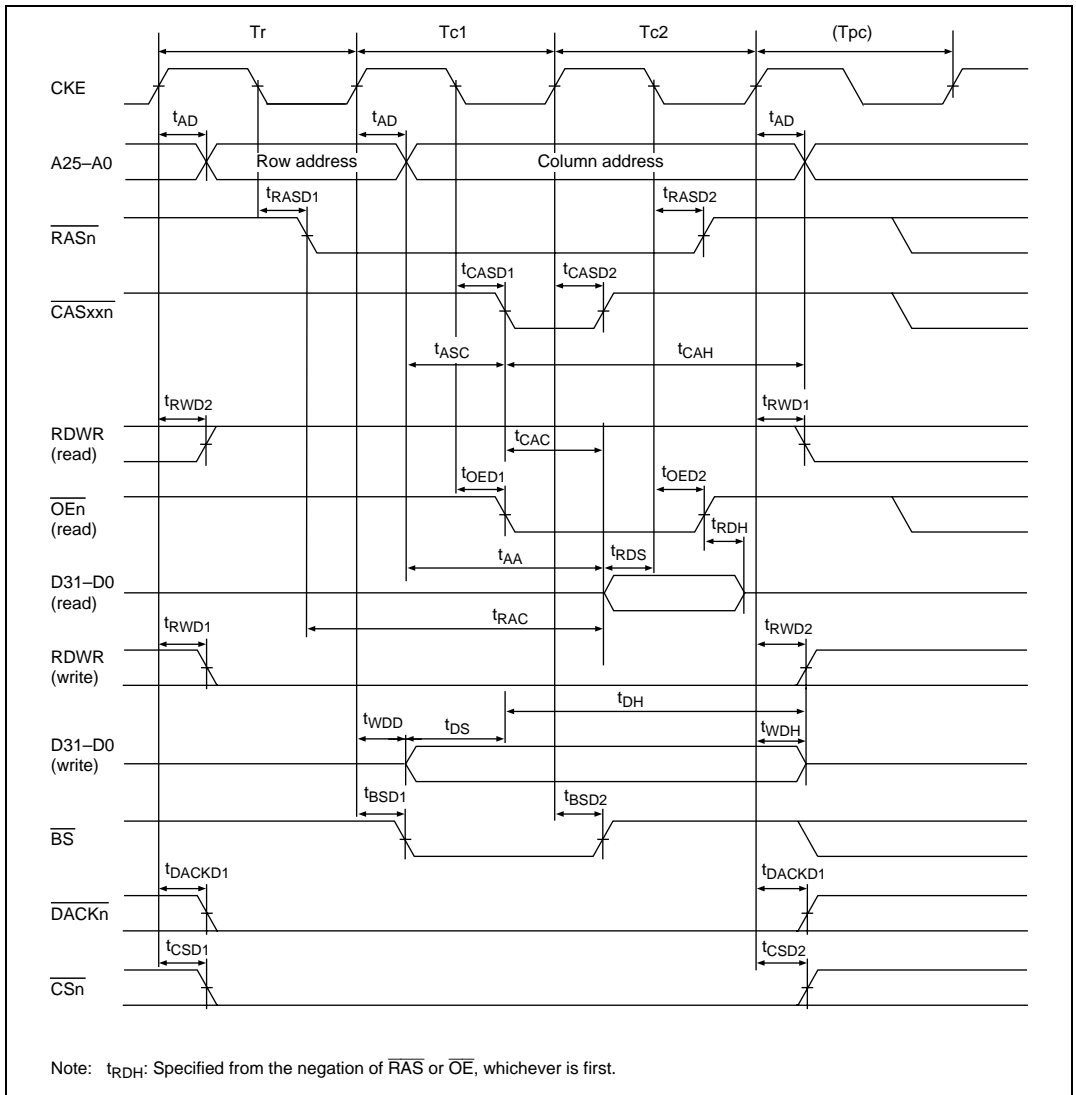 Tr Tc1 Tc2 (Tpc)
CKE
tAD tAD tAD
A25–A0 Row address Column address
tRASD1 tRASD2
RASn
tCASD1 tCASD2
CASxxn
tASC tCAH
tRWD2 tRWD1
RDWR
(read)
tCAC
tOED1 tOED2
OEn
(read)
tRDH
tAA tRDS
D31–D0
(read)
tRAC
tRWD1 tRWD2
RDWR
(write)
tDH
tWDD tDS tWDH
D31–D0
(write)
tBSD1 tBSD2
BS
tDACKD1 tDACKD1
DACKn
tCSD1 tCSD2
CSn
Note: tRDH: Specified from the negation of RAS or OE, whichever is first.